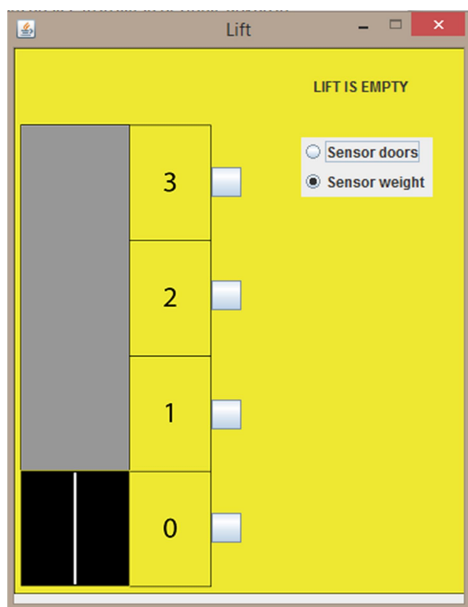 Lift
LIFT IS EMPTY
Sensor doors
3
Sensor weight
2
1
0